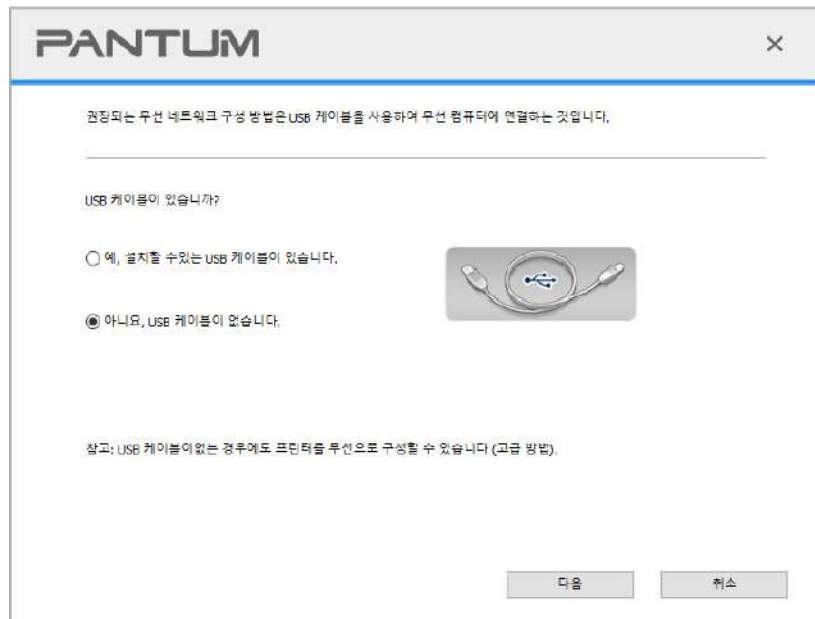 PANTUM
권장되는 무선 네트워크 구성 방법은 USB 케이블을 사용하여 무선 컴퓨터에 연결하는 것입니다.
USB 케이블이 있습니까?
예, 설치할 수있는 USB 케이블이 있습니다.
아니요, USB 케이블이 없습니다.
참고: USB 케이블이없는 경우에도 프린터를 무선으로 구성할 수 있습니다 (고급 방법).
다음
취소